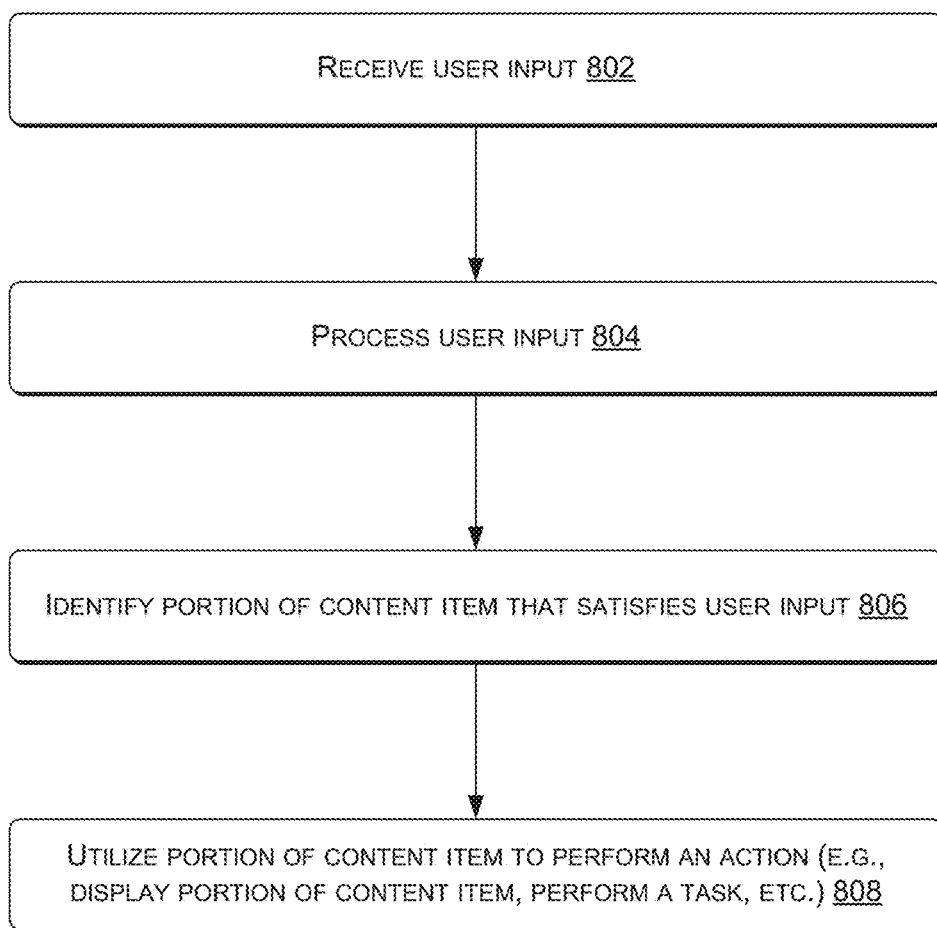 RECEIVE USER INPUT 802
PROCESS USER INPUT 804
IDENTIFY PORTION OF CONTENT ITEM THAT SATISFIES USER INPUT 806
UTILIZE PORTION OF CONTENT ITEM TO PERFORM AN ACTION (E.G.,
DISPLAY PORTION OF CONTENT ITEM, PERFORM A TASK, ETC.) 808